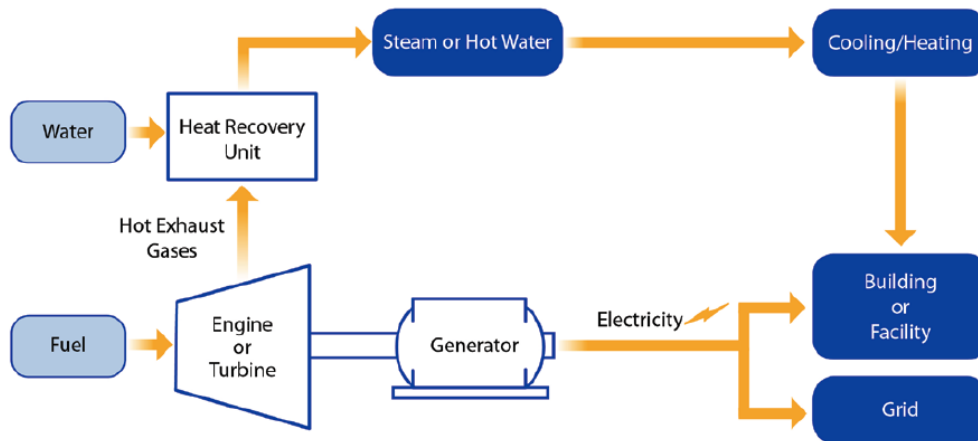 Steam or Hot Water
Cooling/Heating
Water
Heat Recovery
Unit
Hot Exhaust
Gases
Fuel
Engine
or
Turbine
Generator
Electricity
Building
or
Facility
Grid